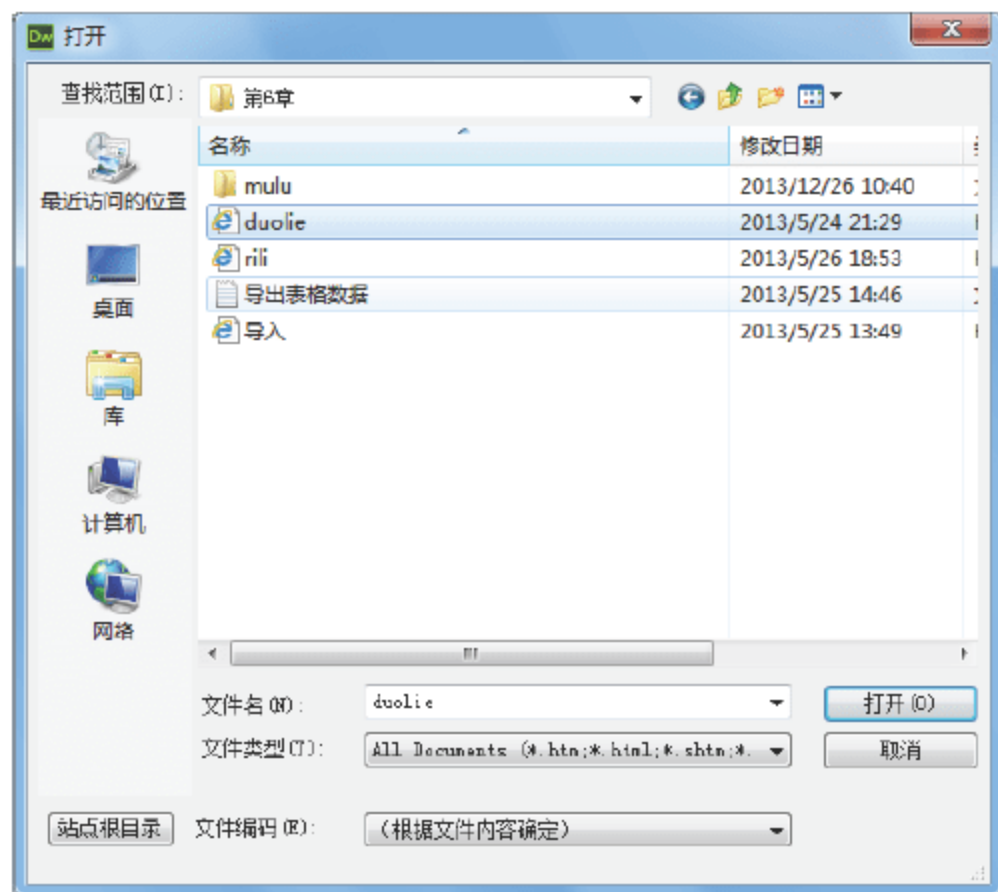 Dw 打开
查找范围(I): 第6章
名称 修改日期
最近访问的位置
mulu 2013/12/26 10:40
duolie 2013/5/24 21:29
rili 2013/5/26 18:53
导出表格数据 2013/5/25 14:46
导入 2013/5/25 13:49
桌面
库
计算机
网络
文件名(N): duolie 打开(O)
文件类型(T): All Documents (*.htm;*.html;*.shtm;*. 取消
站点根目录 文件编码(E): (根据文件内容确定)